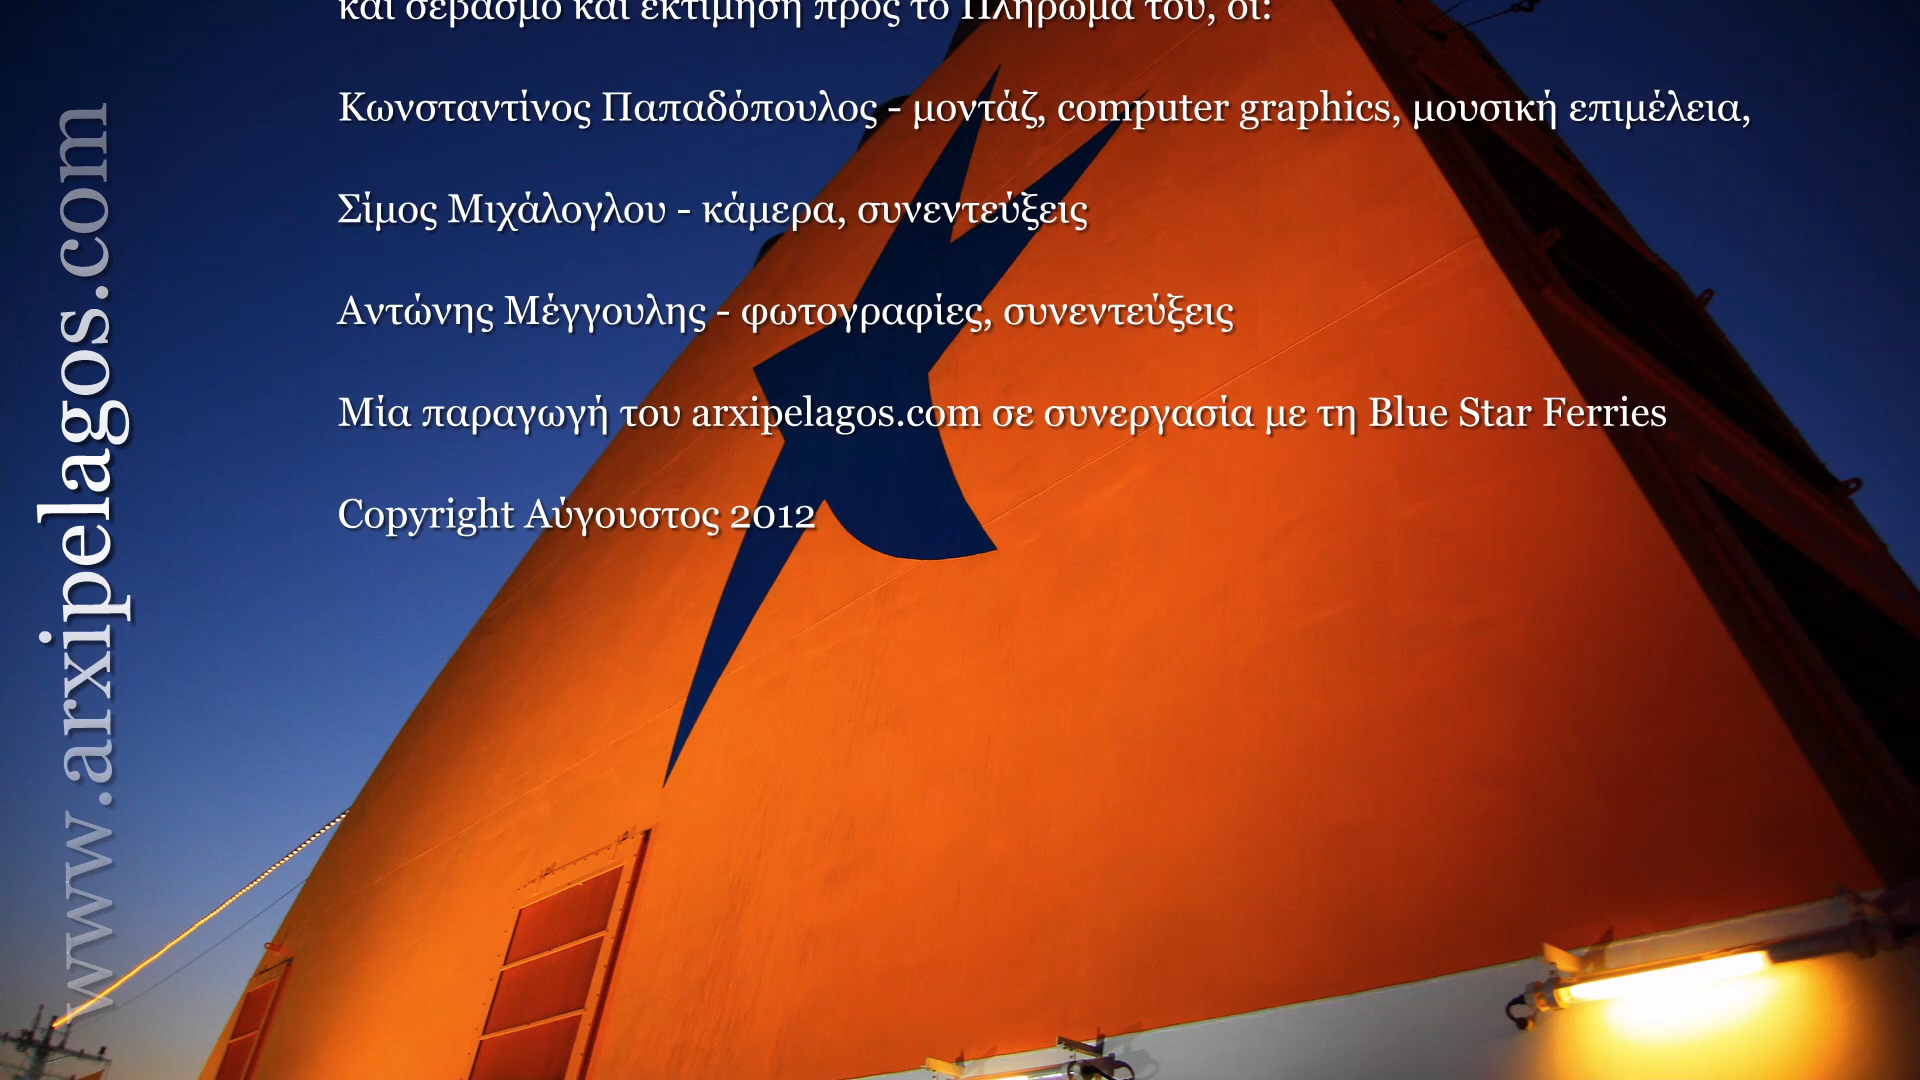 και σεβασμό και εκτίμηση προς το Πλήρωμά του, οι:
Κωνσταντίνος Παπαδόπουλος - μοντάζ, computer graphics, μουσική επιμέλεια,
Σίμος Μιχάλογλου - κάμερα, συνεντεύξεις
Αντώνης Μέγγουλης - φωτογραφίες, συνεντεύξεις
Μία παραγωγή του arxipelagos.com σε συνεργασία με τη Blue Star Ferries
Copyright Αύγουστος 2012
www.arxipelagos.com